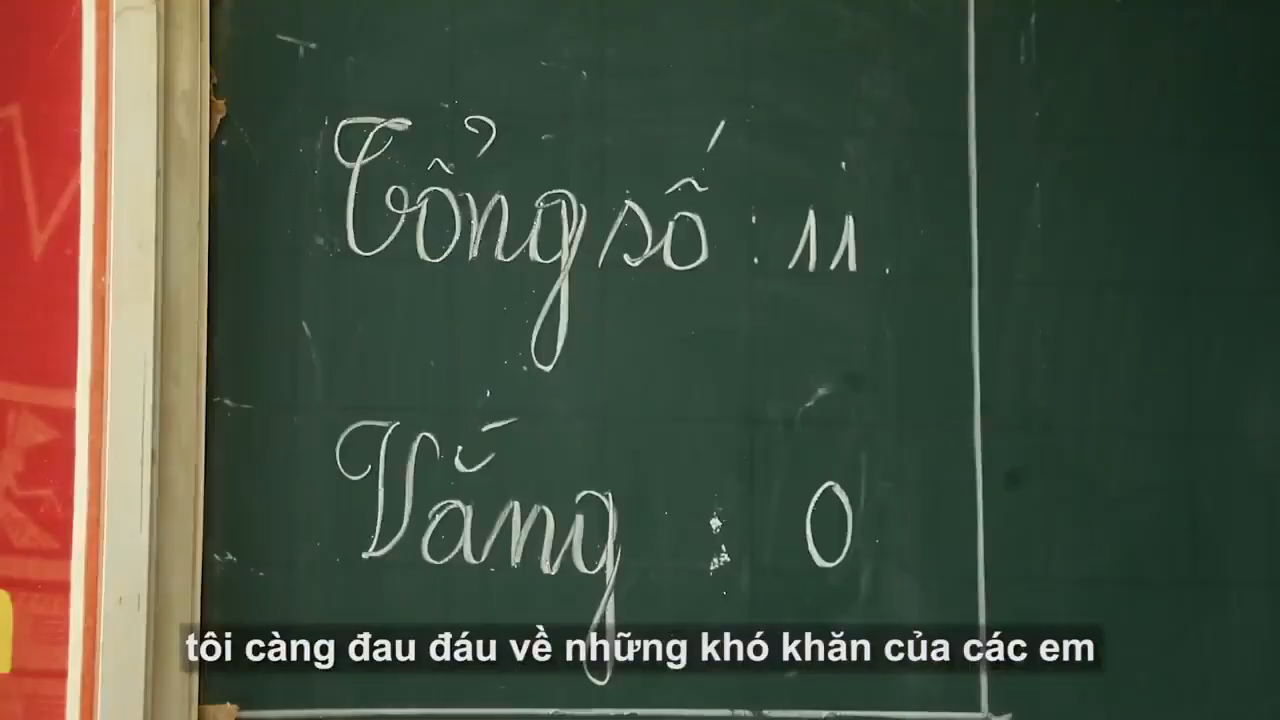 Tổng số : 11.
Vắng : 0
tôi càng đau đáu về những khó khăn của các em